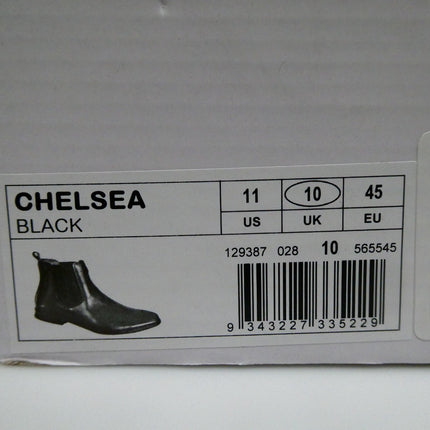 CHELSEA
BLACK
11 10 45
US UK EU
129387 028 10 565545
9 343227 335229